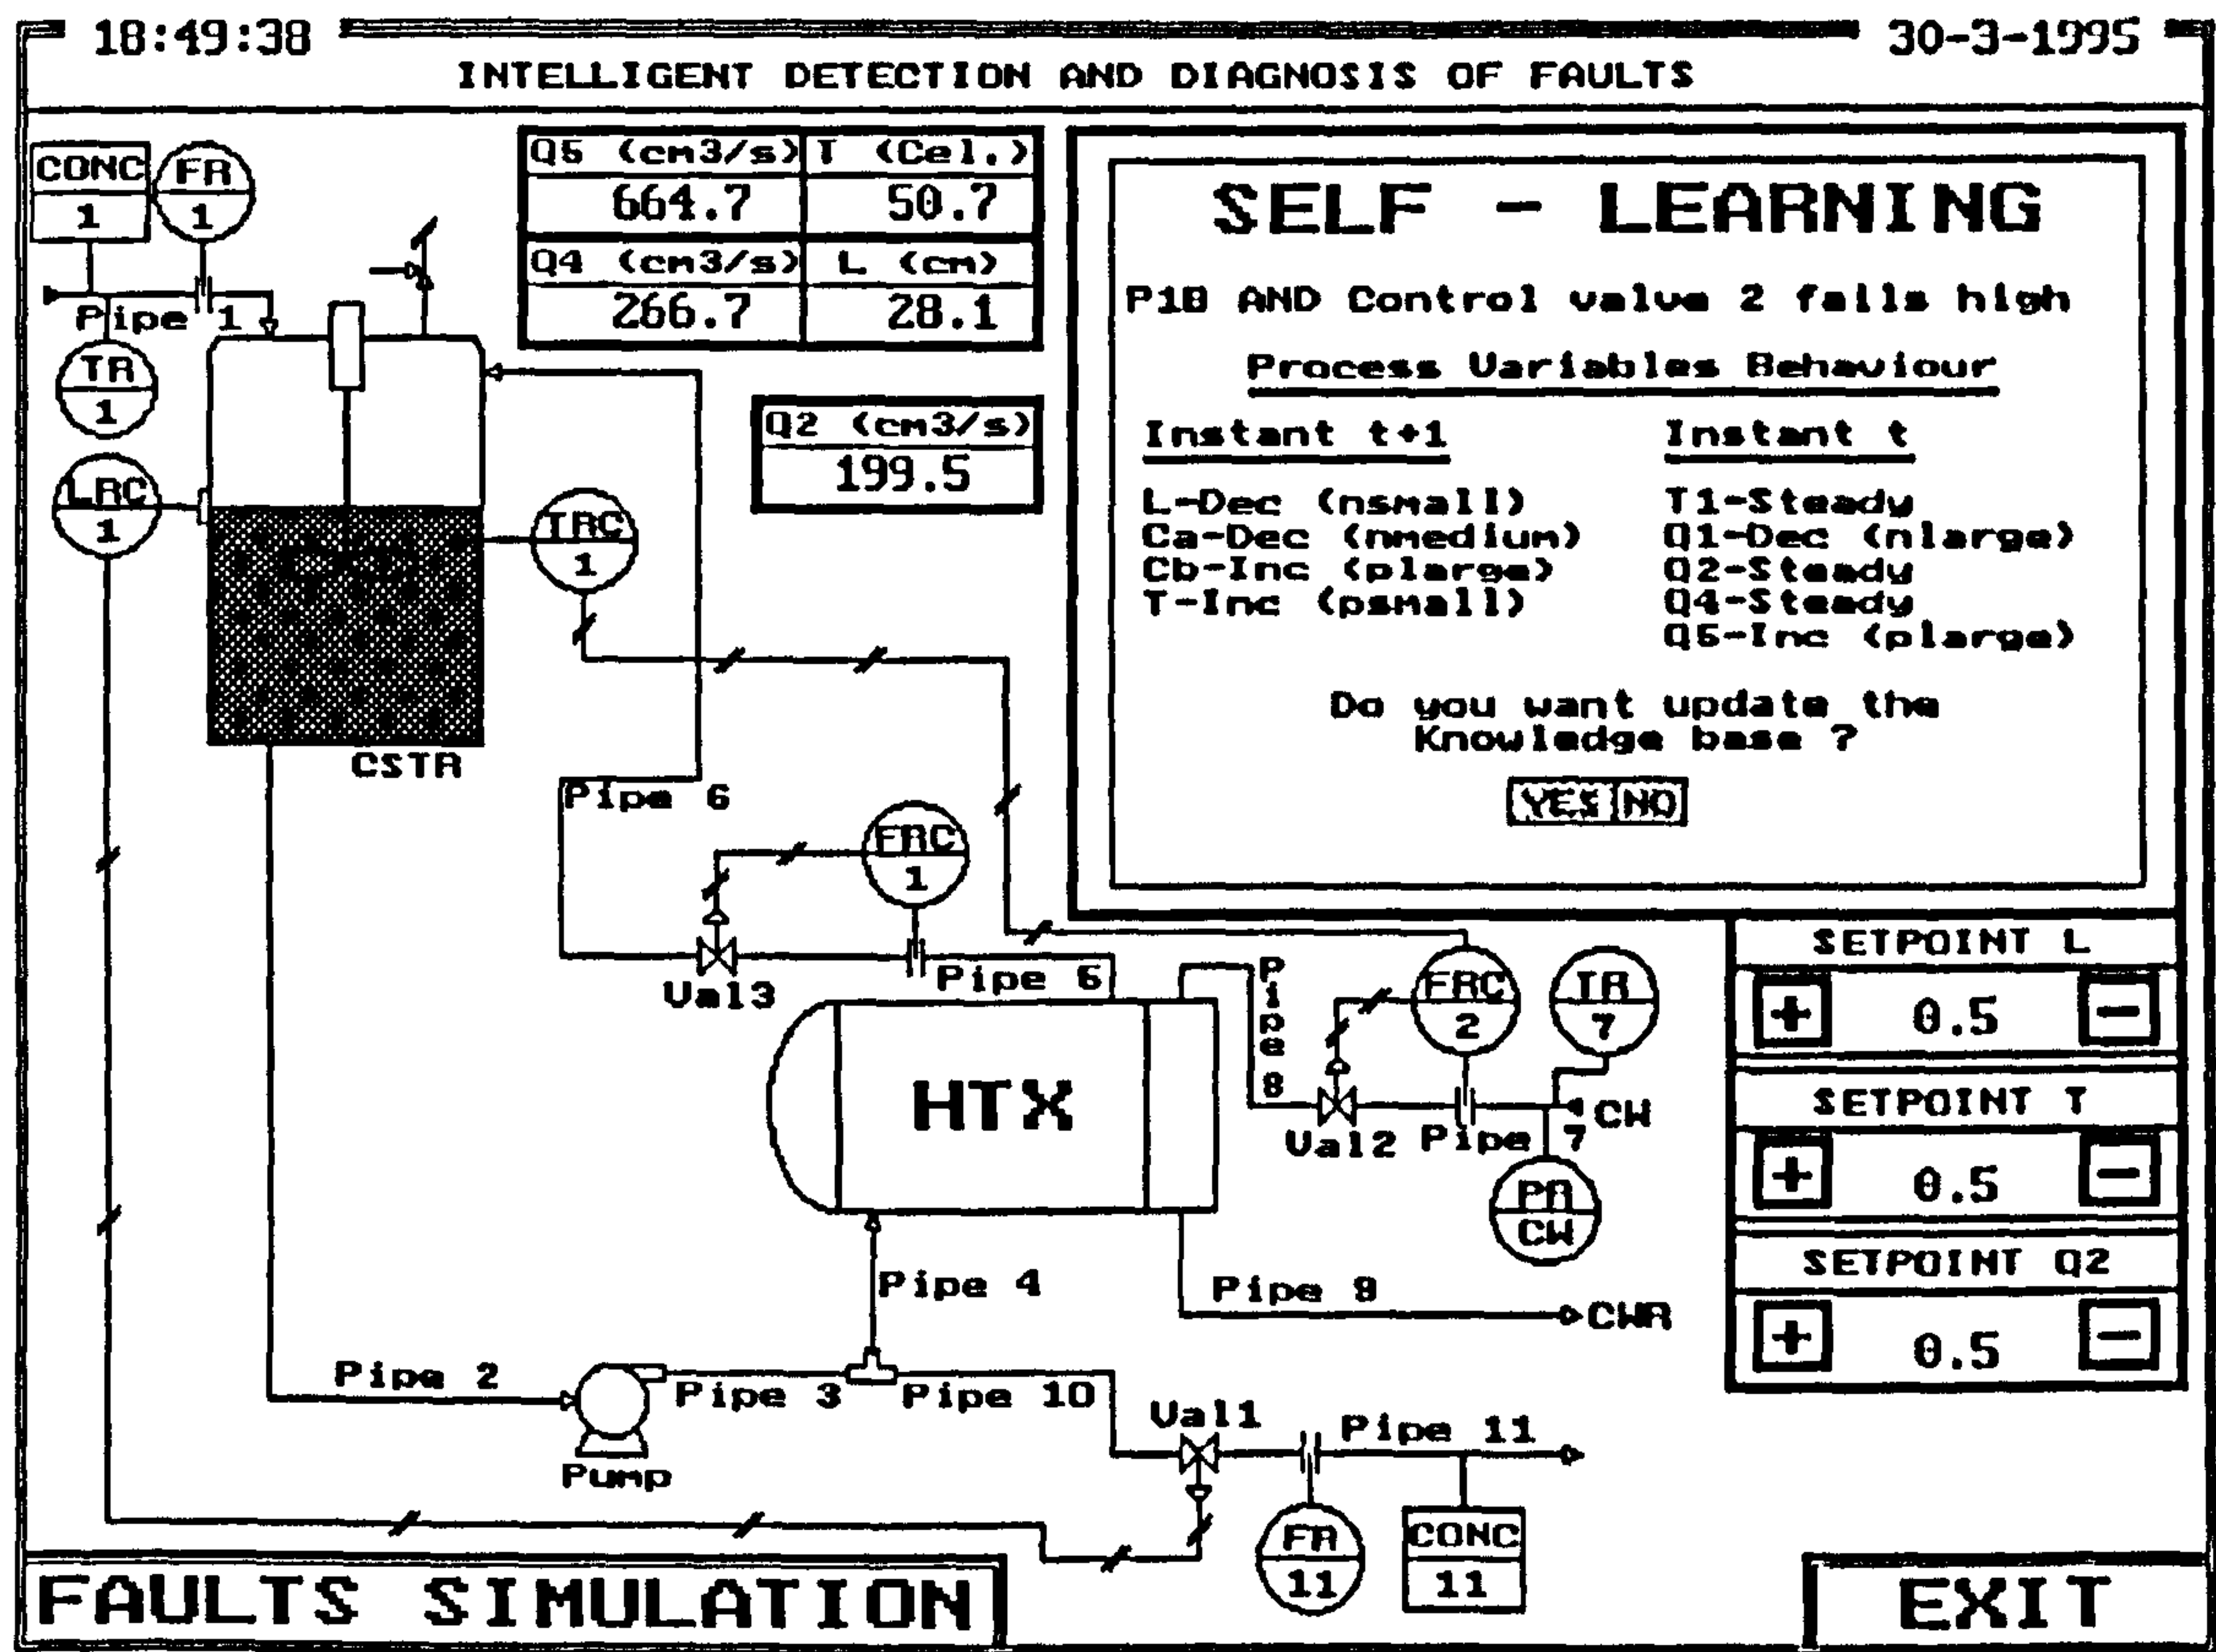 18:49:38
30-3-1995
INTELLIGENT DETECTION AND DIAGNOSIS OF FAULTS
CONC
1
FR
1
Pipe 1
TR
1
LRC
1
CSTR
TRC
1
Q5 (cm3/s) T (Cel.)
664.7 50.7
Q4 (cm3/s) L (cm)
266.7 28.1
Q2 (cm3/s)
199.5
SELF - LEARNING
AND Control valve 2 fails high
Process Variables Behaviour
Instant t+1 Instant t
L-Dec (nsmall) T1-Steady
Ca-Dec (nmedium) Q1-Dec (nlarge)
Cb-Inc (plarge) Q2-Steady
T-Inc (psmall) Q4-Steady
Q5-Inc (plarge)
Do you want update the
Knowledge base ?
YES NO
Pipe 6
FRC
1
Val3
Pipe 5
HTX
Pipe 8
FRC
2
TR
7
CW
Val2
Pipe 7
PR
CW
Pipe 4
Pipe 9
CWR
Pipe 2
Pump
Pipe 3
Pipe 10
Val1
Pipe 11
FR
11
CONC
11
SETPOINT L
+ 0.5 -
SETPOINT T
+ 0.5 -
SETPOINT Q2
+ 0.5 -
FAULTS SIMULATION
EXIT